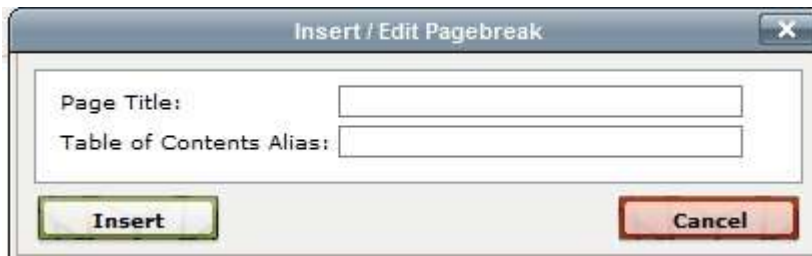 Insert / Edit Pagebreak
Page Title:
Table of Contents Alias:
Insert Cancel